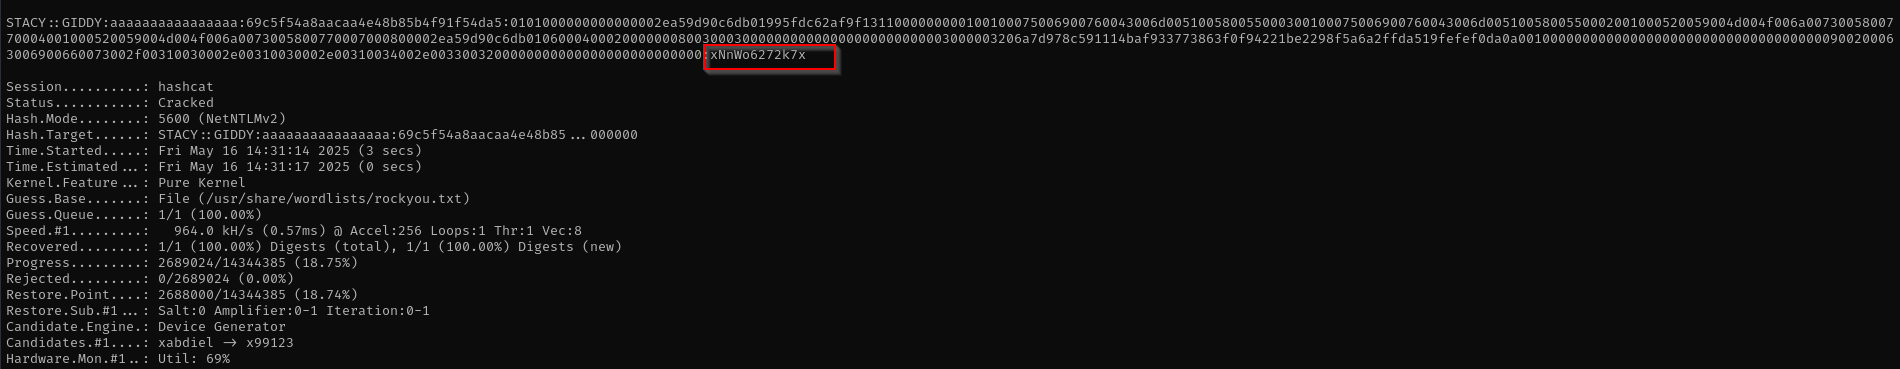 STACY::GIDDY:aaaaaaaaaaaaaaaa:69c5f54a8aacaa4e48b85b4f91f54da5:0101000000000000002ea59d90c6db01995fdc62af9f1311000000000100100075006900760043006d005100580055000300100075006900760043006d0051005800550002001000520059004d004f006a0073005800770004001000520059004d004f006a0073005800770007000800002ea59d90c6db01060004000200000008003000300000000000000000000000003000003206a7d978c591114baf933773863f0f94221be2298f5a6a2ffda519fefef0da0a001000000000000000000000000000000000000900200063006900660073002f00310030002e00310030002e00310034002e0033003200000000000000000000000000:xNnWo6272k7x
Session..........: hashcat
Status...........: Cracked
Hash.Mode........: 5600 (NetNTLMv2)
Hash.Target......: STACY::GIDDY:aaaaaaaaaaaaaaaa:69c5f54a8aacaa4e48b85...000000
Time.Started.....: Fri May 16 14:31:14 2025 (3 secs)
Time.Estimated...: Fri May 16 14:31:17 2025 (0 secs)
Kernel.Feature...: Pure Kernel
Guess.Base.......: File (/usr/share/wordlists/rockyou.txt)
Guess.Queue......: 1/1 (100.00%)
Speed.#1.........:   964.0 kH/s (0.57ms) @ Accel:256 Loops:1 Thr:1 Vec:8
Recovered........: 1/1 (100.00%) Digests (total), 1/1 (100.00%) Digests (new)
Progress.........: 2689024/14344385 (18.75%)
Rejected.........: 0/2689024 (0.00%)
Restore.Point....: 2688000/14344385 (18.74%)
Restore.Sub.#1...: Salt:0 Amplifier:0-1 Iteration:0-1
Candidate.Engine.: Device Generator
Candidates.#1....: xabdiel -> x99123
Hardware.Mon.#1..: Util: 69%